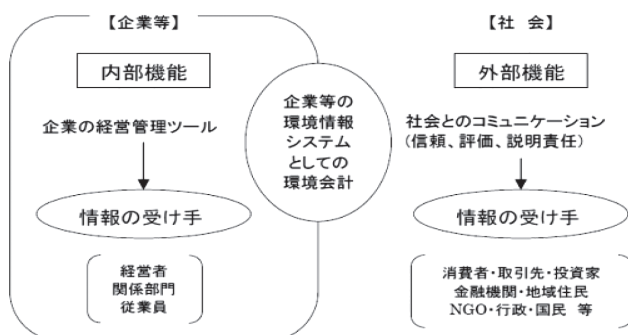 【企業等】
内部機能
企業の経営管理ツール
情報の受け手
経営者
関係部門
従業員
企業等の
環境情報
システム
としての
環境会計
【社 会】
外部機能
社会とのコミュニケーション
(信頼、評価、説明責任)
情報の受け手
消費者・取引先・投資家
金融機関・地域住民
NGO・行政・国民 等